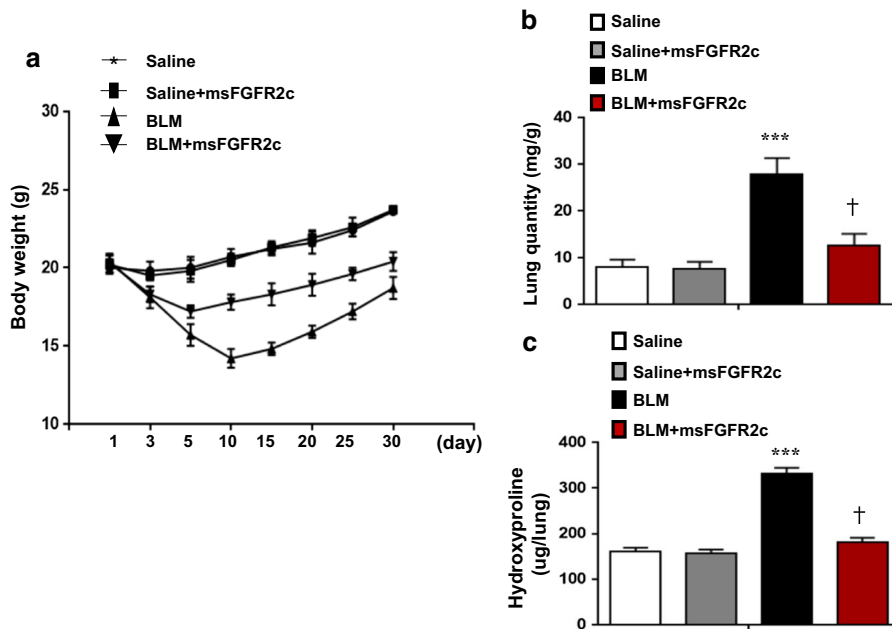 a
Saline
Saline+msFGFR2c
BLM
BLM+msFGFR2c
Body weight (g)
30
25
20
15
10
1 3 5 10 15 20 25 30 (day)
b
Saline
Saline+msFGFR2c
BLM
BLM+msFGFR2c
Lung quantity (mg/g)
40
30
20
10
0
***
†
c
Saline
Saline+msFGFR2c
BLM
BLM+msFGFR2c
Hydroxyproline
(ug/lung)
400
300
200
100
0
***
†